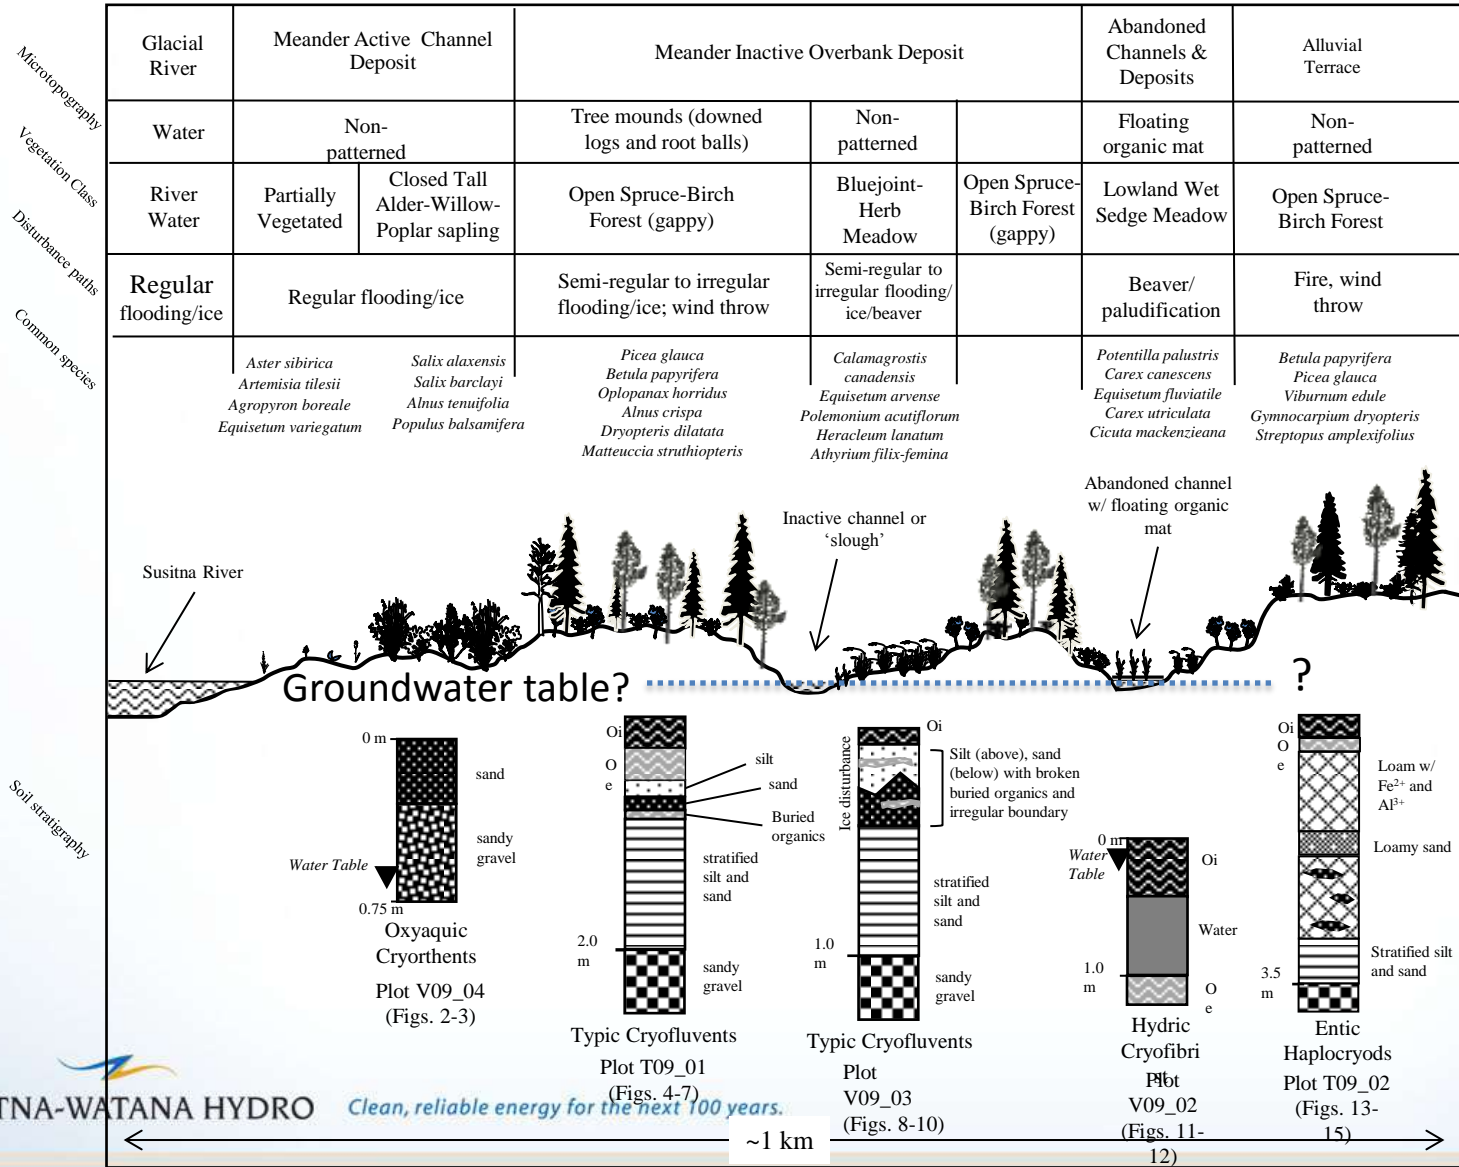 Microtopography
Vegetation Class
Disturbance paths
Common species
Soil stratigraphy
Glacial
River
Meander Active Channel
Deposit
Meander Inactive Overbank Deposit
Abandoned
Channels &
Deposits
Alluvial
Terrace
Water
Non-
patterned
Tree mounds (downed
logs and root balls)
Non-
patterned
Floating
organic mat
Non-
patterned
River
Water
Partially
Vegetated
Closed Tall
Alder-Willow-
Poplar sapling
Open Spruce-Birch
Forest (gappy)
Bluejoint-
Herb
Meadow
Open Spruce-
Birch Forest
(gappy)
Lowland Wet
Sedge Meadow
Open Spruce-
Birch Forest
Regular
flooding/ice
Regular flooding/ice
Semi-regular to irregular
flooding/ice; wind throw
Semi-regular to
irregular flooding/
ice/beaver
Beaver/
paludification
Fire, wind
throw
Aster sibirica
Artemisia tilesii
Agropyron boreale
Equisetum variegatum
Salix alaxensis
Salix barclayi
Alnus tenuifolia
Populus balsamifera
Picea glauca
Betula papyrifera
Oplopanax horridus
Alnus crispa
Dryopteris dilatata
Matteuccia struthiopteris
Calamagrostis
canadensis
Equisetum arvense
Polemonium acutiflorum
Heracleum lanatum
Athyrium filix-femina
Potentilla palustris
Carex canescens
Equisetum fluviatile
Carex utriculata
Cicuta mackenzieana
Betula papyrifera
Picea glauca
Viburnum edule
Gymnocarpium dryopteris
Streptopus amplexifolius
Susitna River
Inactive channel or
‘slough’
Abandoned channel
w/ floating organic
mat
Groundwater table?
?
0 m
sand
sandy
gravel
Water Table
0.75 m
Oxyaquic
Cryorthents
Plot V09_04
(Figs. 2-3)
Oi
O
e
silt
sand
Buried
organics
stratified
silt and
sand
2.0
m
sandy
gravel
Typic Cryofluvents
Plot T09_01
(Figs. 4-7)
Oi
Ice disturbance
Silt (above), sand
(below) with broken
buried organics and
irregular boundary
stratified
silt and
sand
1.0
m
sandy
gravel
Typic Cryofluvents
Plot
V09_03
(Figs. 8-10)
0 m
Water
Table
Oi
Water
1.0
m
O
e
Hydric
Cryofibri
st
Plot
V09_02
(Figs. 11-
12)
Oi
O
e
Loam w/
Fe2+ and
Al3+
Loamy sand
Stratified silt
and sand
3.5
m
Entic
Haplocryods
Plot T09_02
(Figs. 13-
15)
TNA-WATANA HYDRO
Clean, reliable energy for the next 100 years.
~1 km